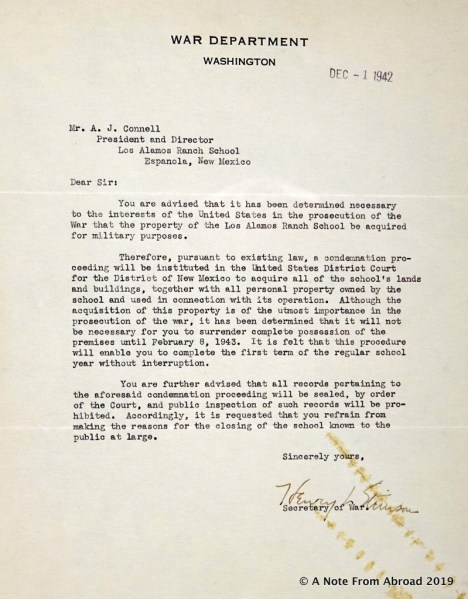 WAR DEPARTMENT
WASHINGTON
DEC -1 1942
Mr. A. J. Connell
President and Director
Los Alamos Ranch School
Espanola, New Mexico
Dear Sir:
You are advised that it has been determined necessary
to the interests of the United States in the prosecution of the
War that the property of the Los Alamos Ranch School be acquired
for military purposes.
Therefore, pursuant to existing law, a condemnation pro-
ceeding will be instituted in the United States District Court
for the District of New Mexico to acquire all of the school's lands
and buildings, together with all personal property owned by the
school and used in connection with its operation. Although the
acquisition of this property is of the utmost importance in the
prosecution of the war, it has been determined that it will not
be necessary for you to surrender complete possession of the
premises until February 8, 1943. It is felt that this procedure
will enable you to complete the first term of the regular school
year without interruption.
You are further advised that all records pertaining to
the aforesaid condemnation proceeding will be sealed, by order
of the Court, and public inspection of such records will be pro-
hibited. Accordingly, it is requested that you refrain from
making the reasons for the closing of the school known to the
public at large.
Sincerely yours,
Henry L Stimson
Secretary of War.
© A Note From Abroad 2019